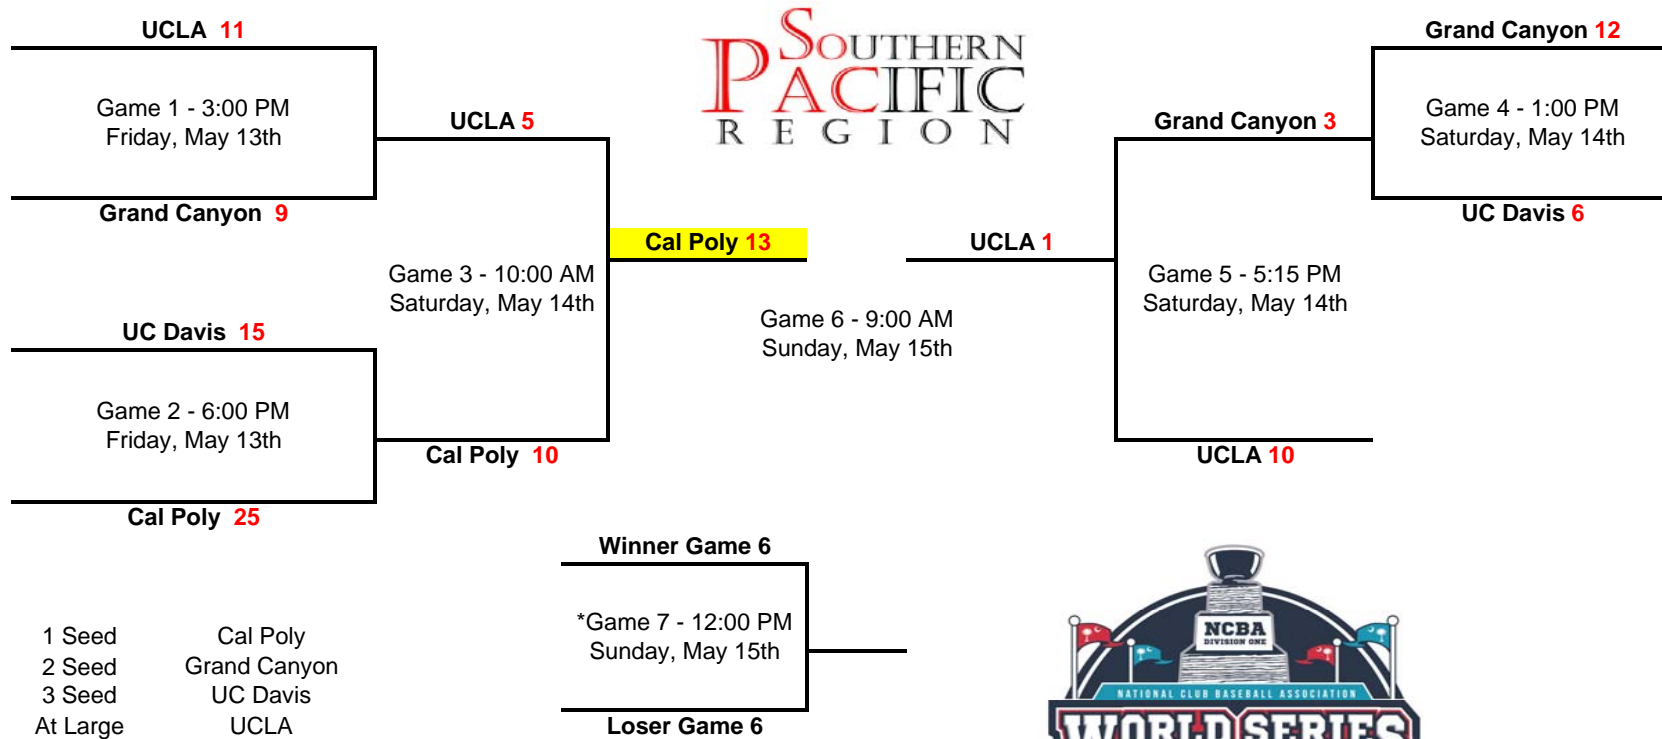 UCLA 11
Game 1 - 3:00 PM
Friday, May 13th
Grand Canyon 9
UC Davis 15
Game 2 - 6:00 PM
Friday, May 13th
Cal Poly 25
UCLA 5
Game 3 - 10:00 AM
Saturday, May 14th
Cal Poly 10
SOUTHERN
PACIFIC
REGION
Cal Poly 13
UCLA 1
Game 6 - 9:00 AM
Sunday, May 15th
Grand Canyon 3
Game 5 - 5:15 PM
Saturday, May 14th
UCLA 10
Grand Canyon 12
Game 4 - 1:00 PM
Saturday, May 14th
UC Davis 6
Winner Game 6
*Game 7 - 12:00 PM
Sunday, May 15th
Loser Game 6
1 Seed Cal Poly
2 Seed Grand Canyon
3 Seed UC Davis
At Large UCLA
NCBA
DIVISION ONE
NATIONAL CLUB BASEBALL ASSOCIATION
WORLD SERIES